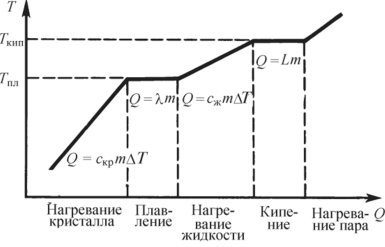 T
Tкип
Q = Lm
Tпл
Q = λm
Q = cжmΔT
Q = cкрmΔT
Q
Нагревание кристалла
Плав-
ление
Нагре-
вание
жидкости
Кипе-
ние
Нагрева-
ние пара